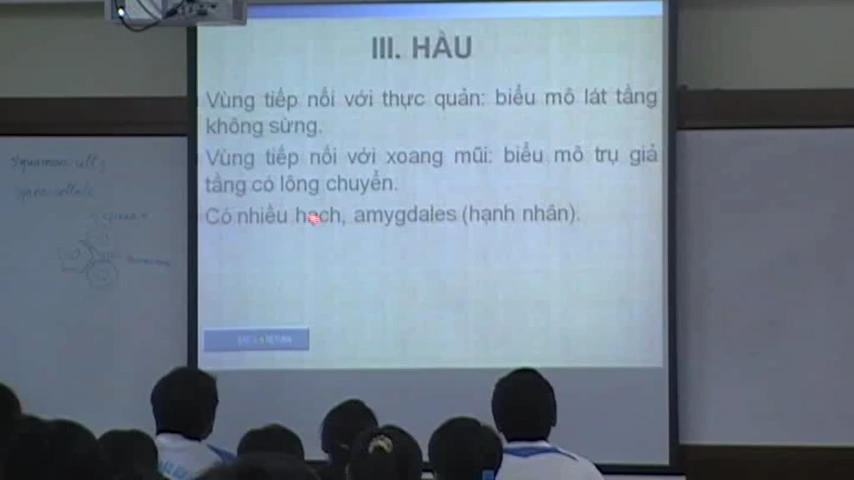 III. HẦU
Vùng tiếp nối với thực quản: biểu mô lát tầng
không sừng.
Vùng tiếp nối với xoang mũi: biểu mô trụ giả
tầng có lông chuyển.
Có nhiều hạch, amygdales (hạnh nhân).